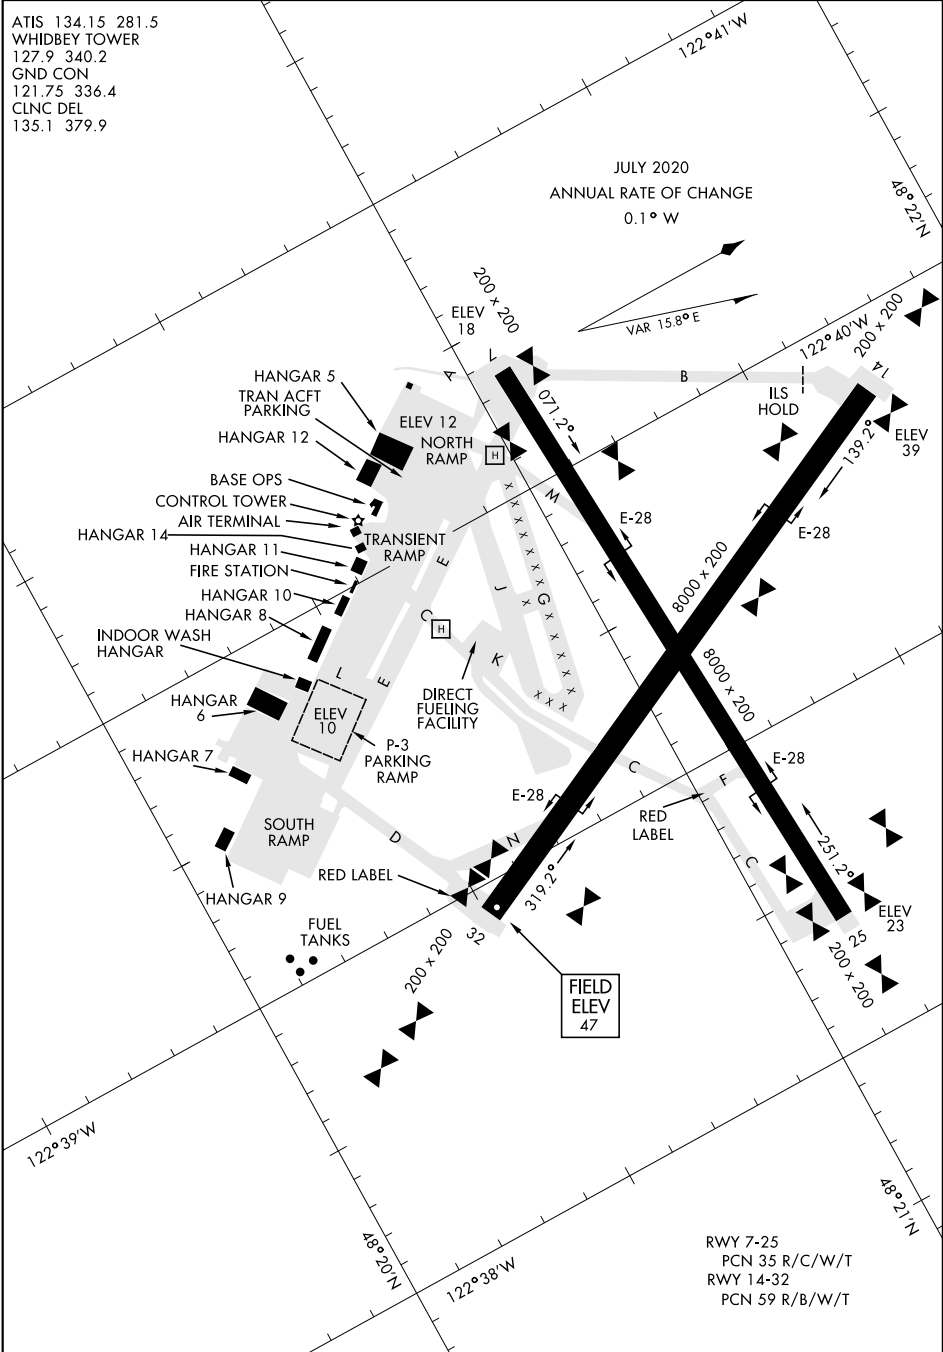 ATIS 134.15 281.5
WHIDBEY TOWER
127.9 340.2
GND CON
121.75 336.4
CLNC DEL
135.1 379.9
122°41'W
JULY 2020
ANNUAL RATE OF CHANGE
0.1° W
48°22'N
VAR 15.8° E
200 x 200
ELEV
18
7
A
B
122°40'W
200 x 200
14
ILS
HOLD
ELEV
39
071.2°
139.2°
HANGAR 5
TRAN ACFT
PARKING
HANGAR 12
ELEV 12
NORTH
RAMP
H
BASE OPS
CONTROL TOWER
AIR TERMINAL
HANGAR 14
HANGAR 11
FIRE STATION
HANGAR 10
HANGAR 8
INDOOR WASH
HANGAR
TRANSIENT
RAMP
x x x x x x x x x
M
E-28
E-28
E
J
x
G
x x x x x x x
x x x
C
H
K
8000 x 200
8000 x 200
L
E
HANGAR
6
ELEV
10
DIRECT
FUELING
FACILITY
P-3
PARKING
RAMP
HANGAR 7
C
F
E-28
E-28
RED
LABEL
SOUTH
RAMP
D
N
C
251.2°
319.2°
RED LABEL
HANGAR 9
FUEL
TANKS
32
200 x 200
ELEV
23
25
200 x 200
FIELD
ELEV
47
122°39'W
48°20'N
122°38'W
48°21'N
RWY 7-25
PCN 35 R/C/W/T
RWY 14-32
PCN 59 R/B/W/T